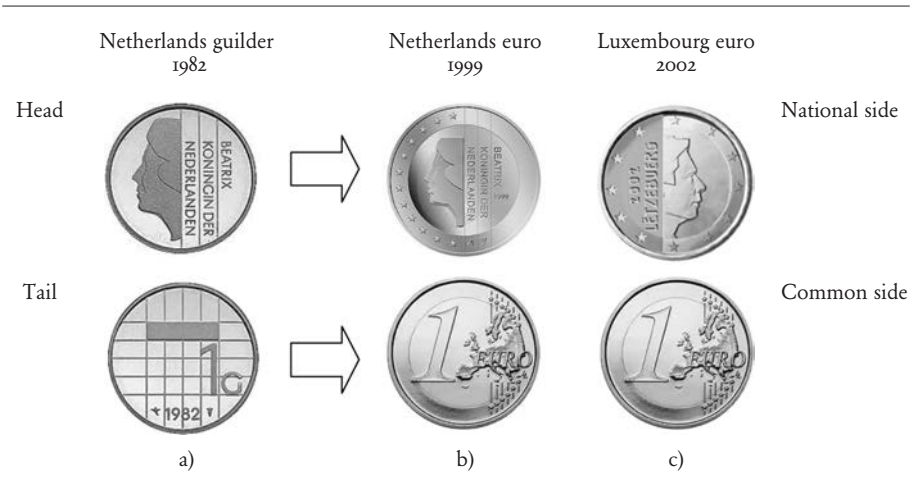 Netherlands guilder
1982
Netherlands euro
1999
Luxembourg euro
2002
Head
BEATRIX
KONINGIN DER
NEDERLANDEN
BEATRIX
KONINGIN DER
NEDERLANDEN
1999
2002
LËTZEBUERG
National side
Tail
1G
1982
1
EURO
1
EURO
Common side
a)
b)
c)